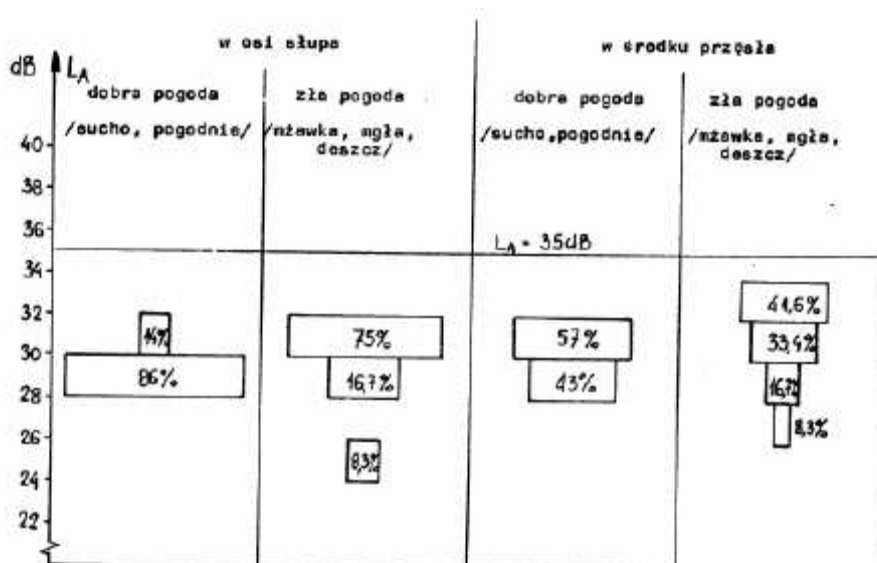 w osi słupa
w środku przęsła
dB
L_A
dobra pogoda
/sucho, pogodnie/
zła pogoda
/mżawka, mgła,
deszcz/
dobra pogoda
/sucho,pogodnie/
zła pogoda
/mżawka, mgła,
deszcz/
40
38
36
L_A = 35dB
34
32
30
28
26
24
22
14%
86%
75%
16,7%
8,3%
57%
43%
41,6%
33,4%
16,7%
8,3%